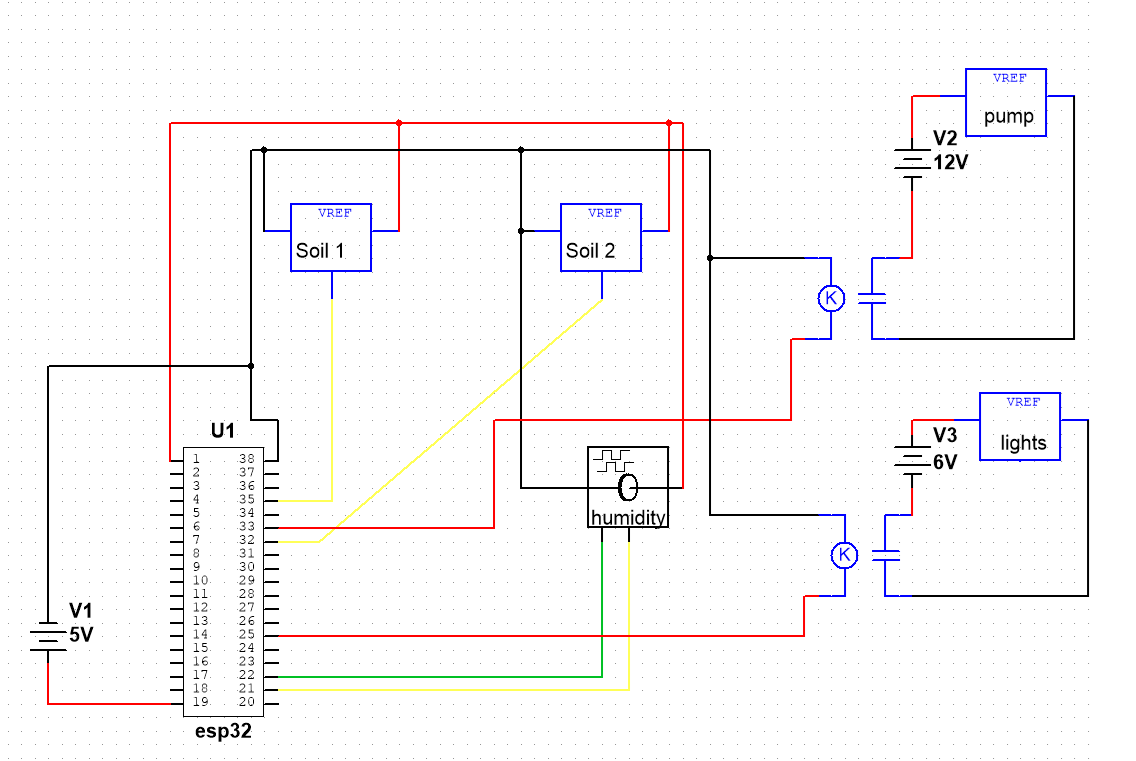 VREF
pump
V2
12V
VREF
Soil 1
VREF
Soil 2
K
VREF
lights
V3
6V
U1
1 38
2 37
3 36
4 35
5 34
6 33
7 32
8 31
9 30
10 29
11 28
12 27
13 26
14 25
15 24
16 23
17 22
18 21
19 20
esp32
humidity
K
V1
5V